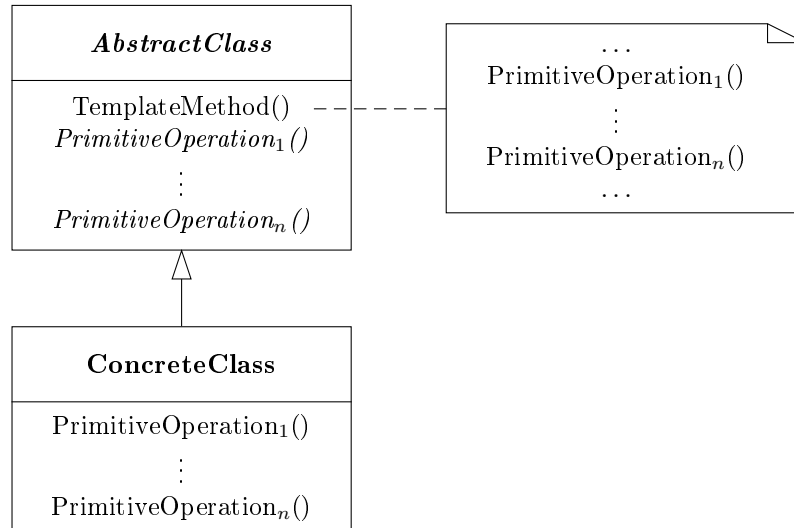 AbstractClass
TemplateMethod()
PrimitiveOperation₁()
⋮
PrimitiveOperationₙ()
...
PrimitiveOperation₁()
⋮
PrimitiveOperationₙ()
...
ConcreteClass
PrimitiveOperation₁()
⋮
PrimitiveOperationₙ()